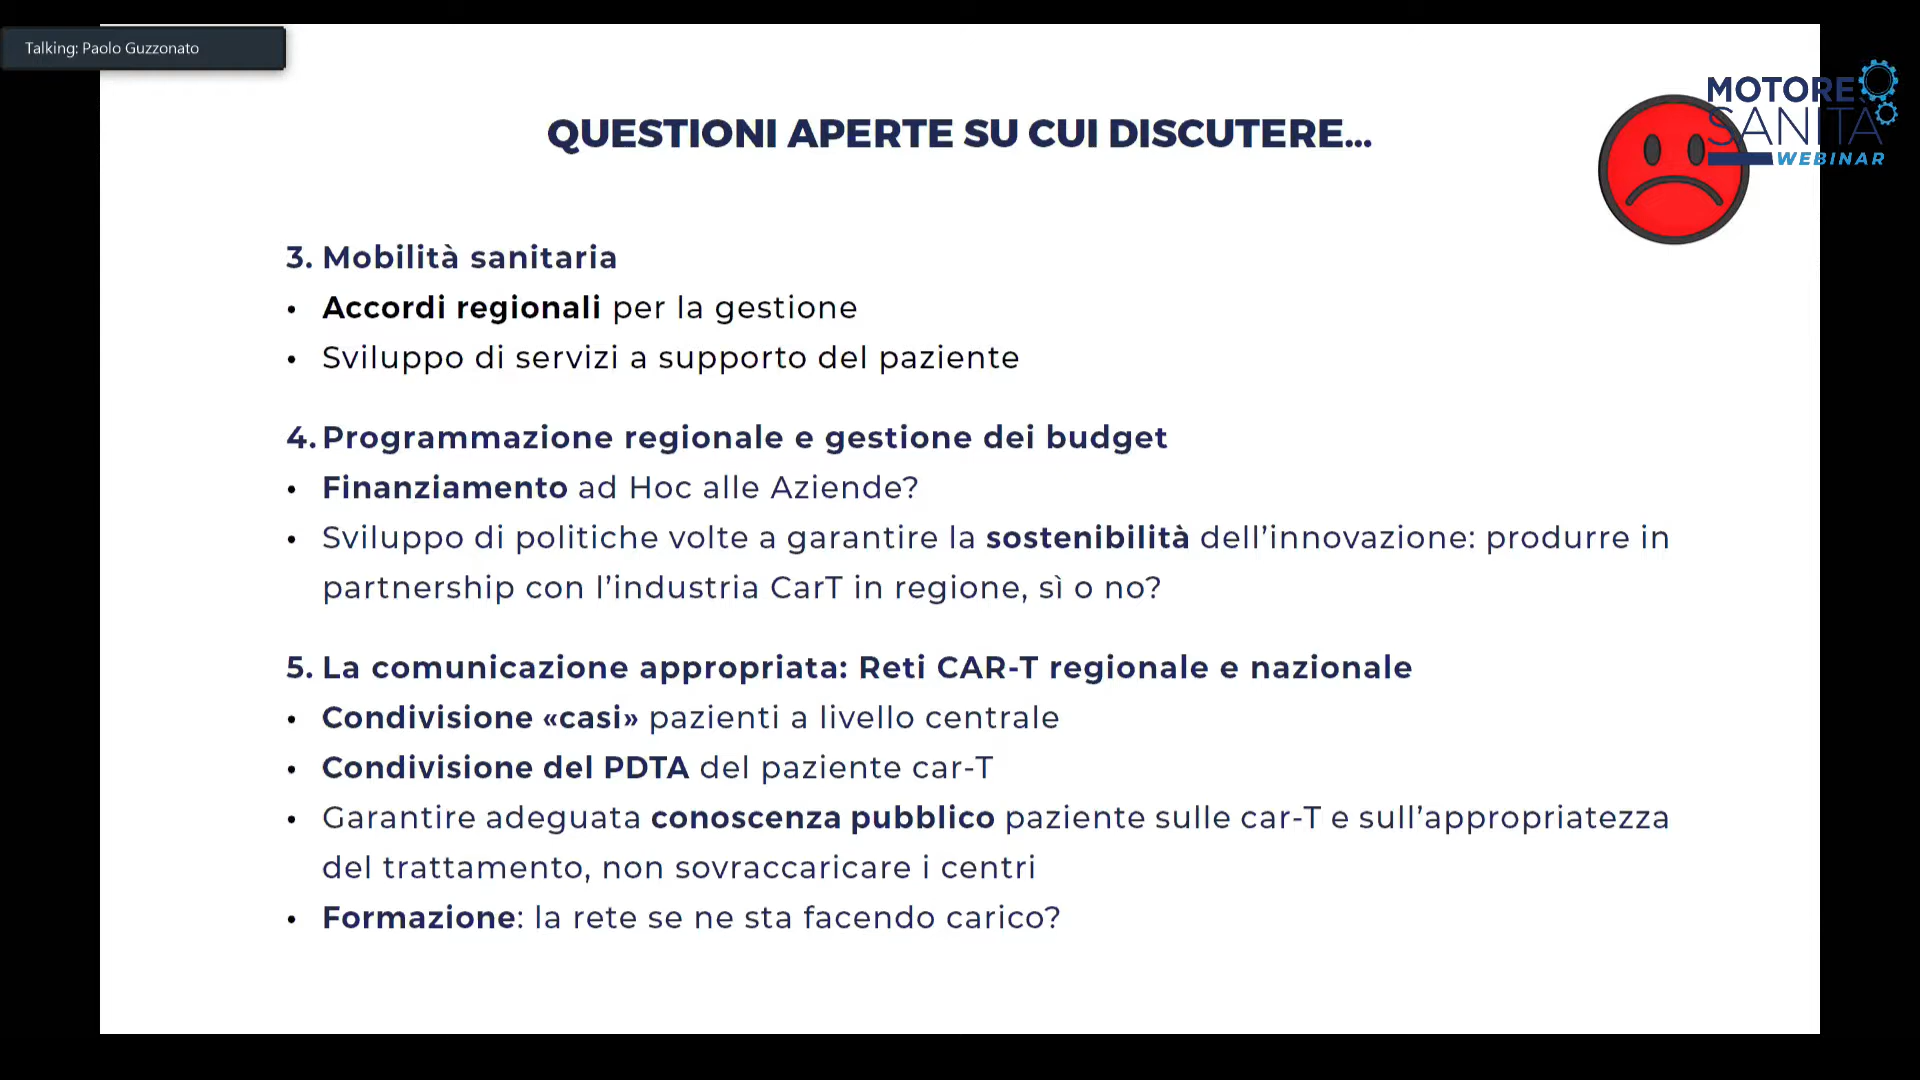 Talking: Paolo Guzzonato
MOTORE
SANITÀ
WEBINAR
QUESTIONI APERTE SU CUI DISCUTERE...
3. Mobilità sanitaria
• Accordi regionali per la gestione
• Sviluppo di servizi a supporto del paziente
4. Programmazione regionale e gestione dei budget
• Finanziamento ad Hoc alle Aziende?
• Sviluppo di politiche volte a garantire la sostenibilità dell’innovazione: produrre in
partnership con l’industria CarT in regione, sì o no?
5. La comunicazione appropriata: Reti CAR-T regionale e nazionale
• Condivisione «casi» pazienti a livello centrale
• Condivisione del PDTA del paziente car-T
• Garantire adeguata conoscenza pubblico paziente sulle car-T e sull’appropriatezza
del trattamento, non sovraccaricare i centri
• Formazione: la rete se ne sta facendo carico?